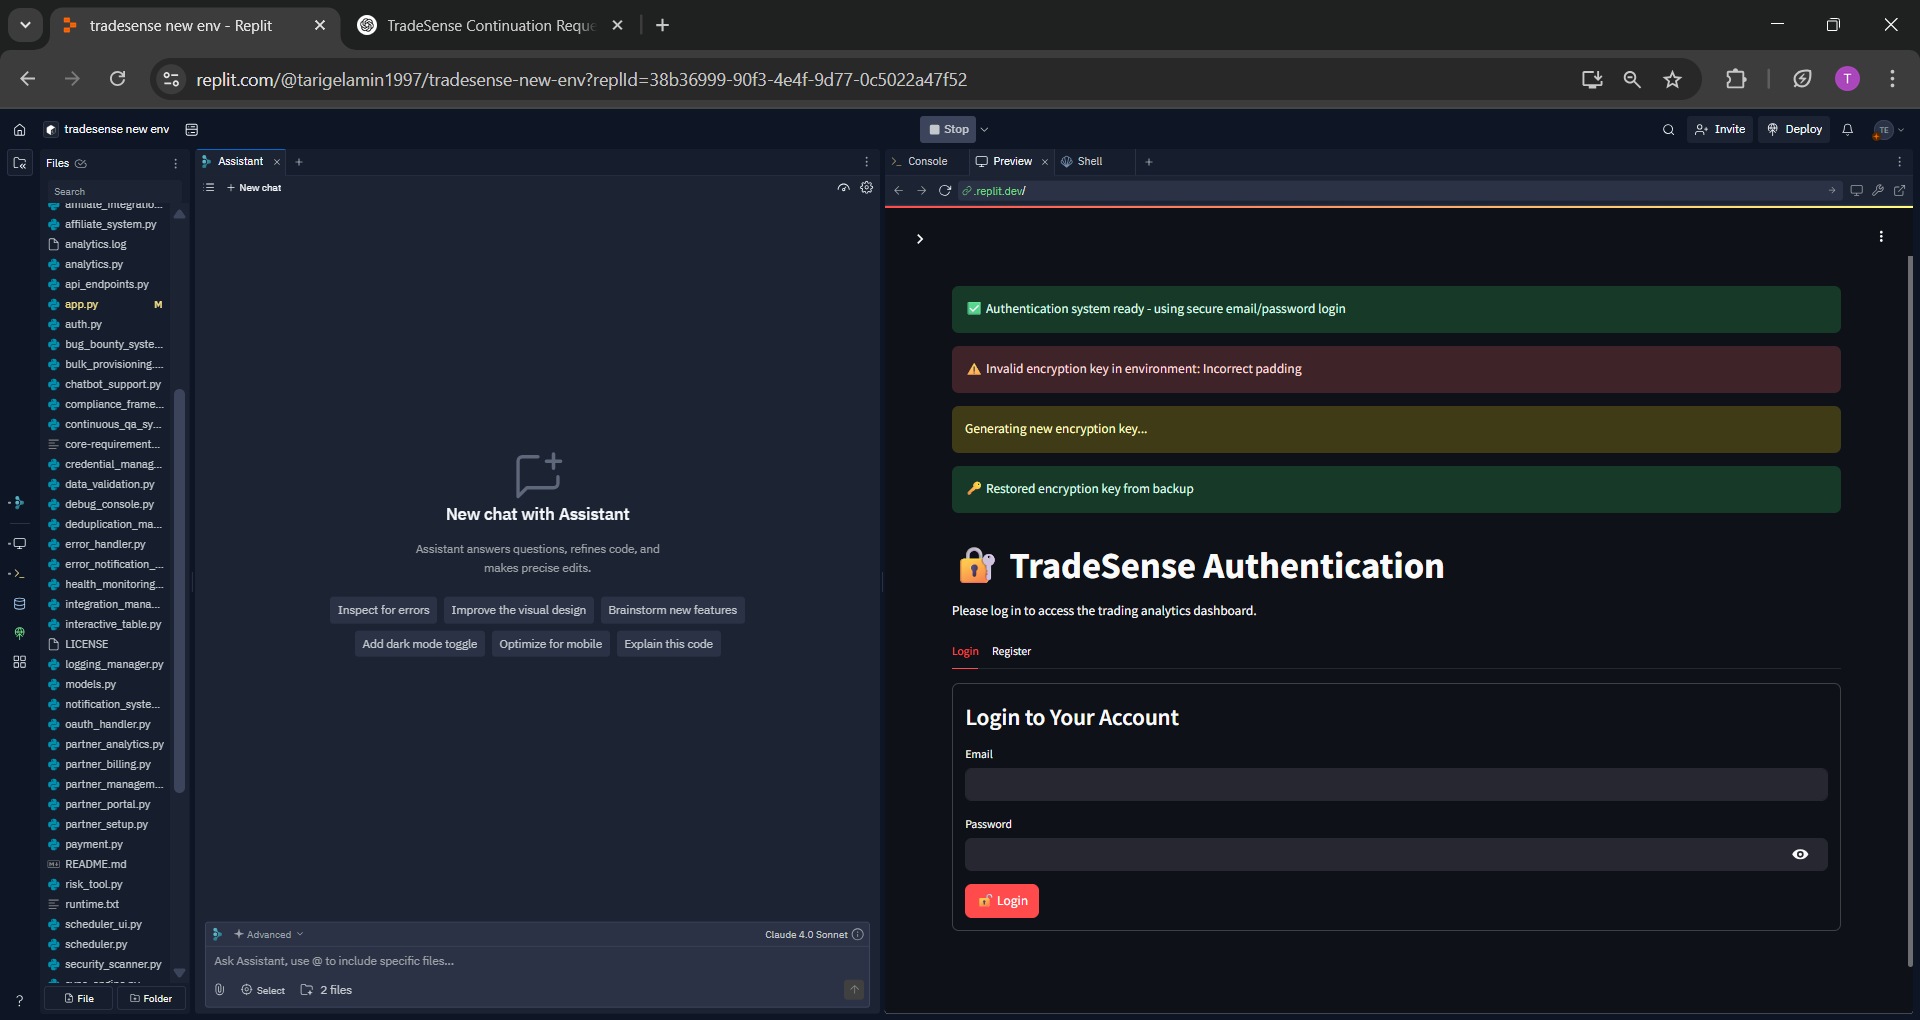 tradesense new env - Replit
TradeSense Continuation Reque
replit.com/@tarigelamin1997/tradesense-new-env?replId=38b36999-90f3-4e4f-9d77-0c5022a47f52
T
tradesense new env
Stop
Invite
Deploy
TE
Files
Assistant
Console
Preview
Shell
Search
New chat
.replit.dev/
affiliate_integratio...
affiliate_system.py
analytics.log
analytics.py
api_endpoints.py
app.py M
auth.py
bug_bounty_syste...
bulk_provisioning....
chatbot_support.py
compliance_frame...
continuous_qa_sy...
core-requirement...
credential_manag...
data_validation.py
debug_console.py
deduplication_ma...
error_handler.py
error_notification_...
health_monitoring...
integration_mana...
interactive_table.py
LICENSE
logging_manager.py
models.py
notification_syste...
oauth_handler.py
partner_analytics.py
partner_billing.py
partner_managem...
partner_portal.py
partner_setup.py
payment.py
README.md
risk_tool.py
runtime.txt
scheduler_ui.py
scheduler.py
security_scanner.py
File
Folder
New chat with Assistant
Assistant answers questions, refines code, and
makes precise edits.
Inspect for errors
Improve the visual design
Brainstorm new features
Add dark mode toggle
Optimize for mobile
Explain this code
Advanced
Claude 4.0 Sonnet
Ask Assistant, use @ to include specific files...
Select
2 files
✅ Authentication system ready - using secure email/password login
⚠️ Invalid encryption key in environment: Incorrect padding
Generating new encryption key...
🔑 Restored encryption key from backup
🔐 TradeSense Authentication
Please log in to access the trading analytics dashboard.
Login
Register
Login to Your Account
Email
Password
🔓 Login